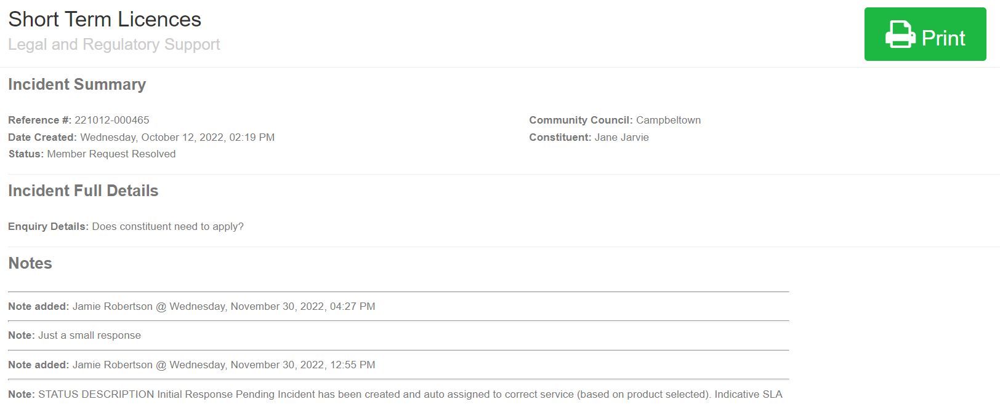 Short Term Licences
Legal and Regulatory Support
Print
Incident Summary
Reference #: 221012-000465
Community Council: Campbeltown
Date Created: Wednesday, October 12, 2022, 02:19 PM
Constituent: Jane Jarvie
Status: Member Request Resolved
Incident Full Details
Enquiry Details: Does constituent need to apply?
Notes
Note added: Jamie Robertson @ Wednesday, November 30, 2022, 04:27 PM
Note: Just a small response
Note added: Jamie Robertson @ Wednesday, November 30, 2022, 12:55 PM
Note: STATUS DESCRIPTION Initial Response Pending Incident has been created and auto assigned to correct service (based on product selected). Indicative SLA